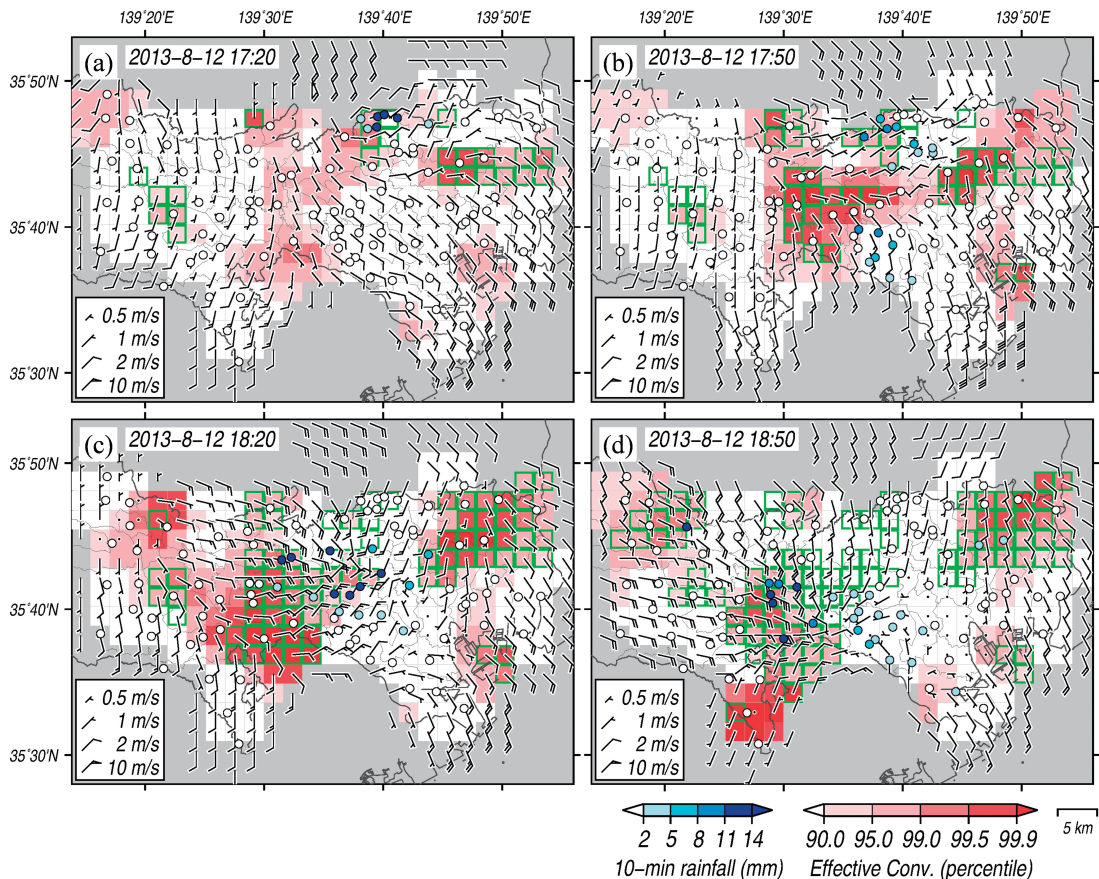 139°20'E 139°30'E 139°40'E 139°50'E 139°20'E 139°30'E 139°40'E 139°50'E
(a) 2013–8–12 17:20
(b) 2013–8–12 17:50
35°50'N
35°40'N
35°30'N
0.5 m/s
1 m/s
2 m/s
10 m/s
0.5 m/s
1 m/s
2 m/s
10 m/s
(c) 2013–8–12 18:20
(d) 2013–8–12 18:50
35°50'N
35°40'N
35°30'N
0.5 m/s
1 m/s
2 m/s
10 m/s
0.5 m/s
1 m/s
2 m/s
10 m/s
2 5 8 11 14
10–min rainfall (mm)
90.0 95.0 99.0 99.5 99.9
Effective Conv. (percentile)
5 km